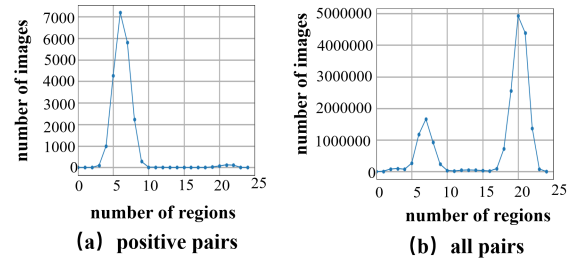 number of images
7000
6000
5000
4000
3000
2000
1000
0
0 5 10 15 20 25
number of regions
(a) positive pairs
number of images
5000000
4000000
3000000
2000000
1000000
0
0 5 10 15 20 25
number of regions
(b) all pairs